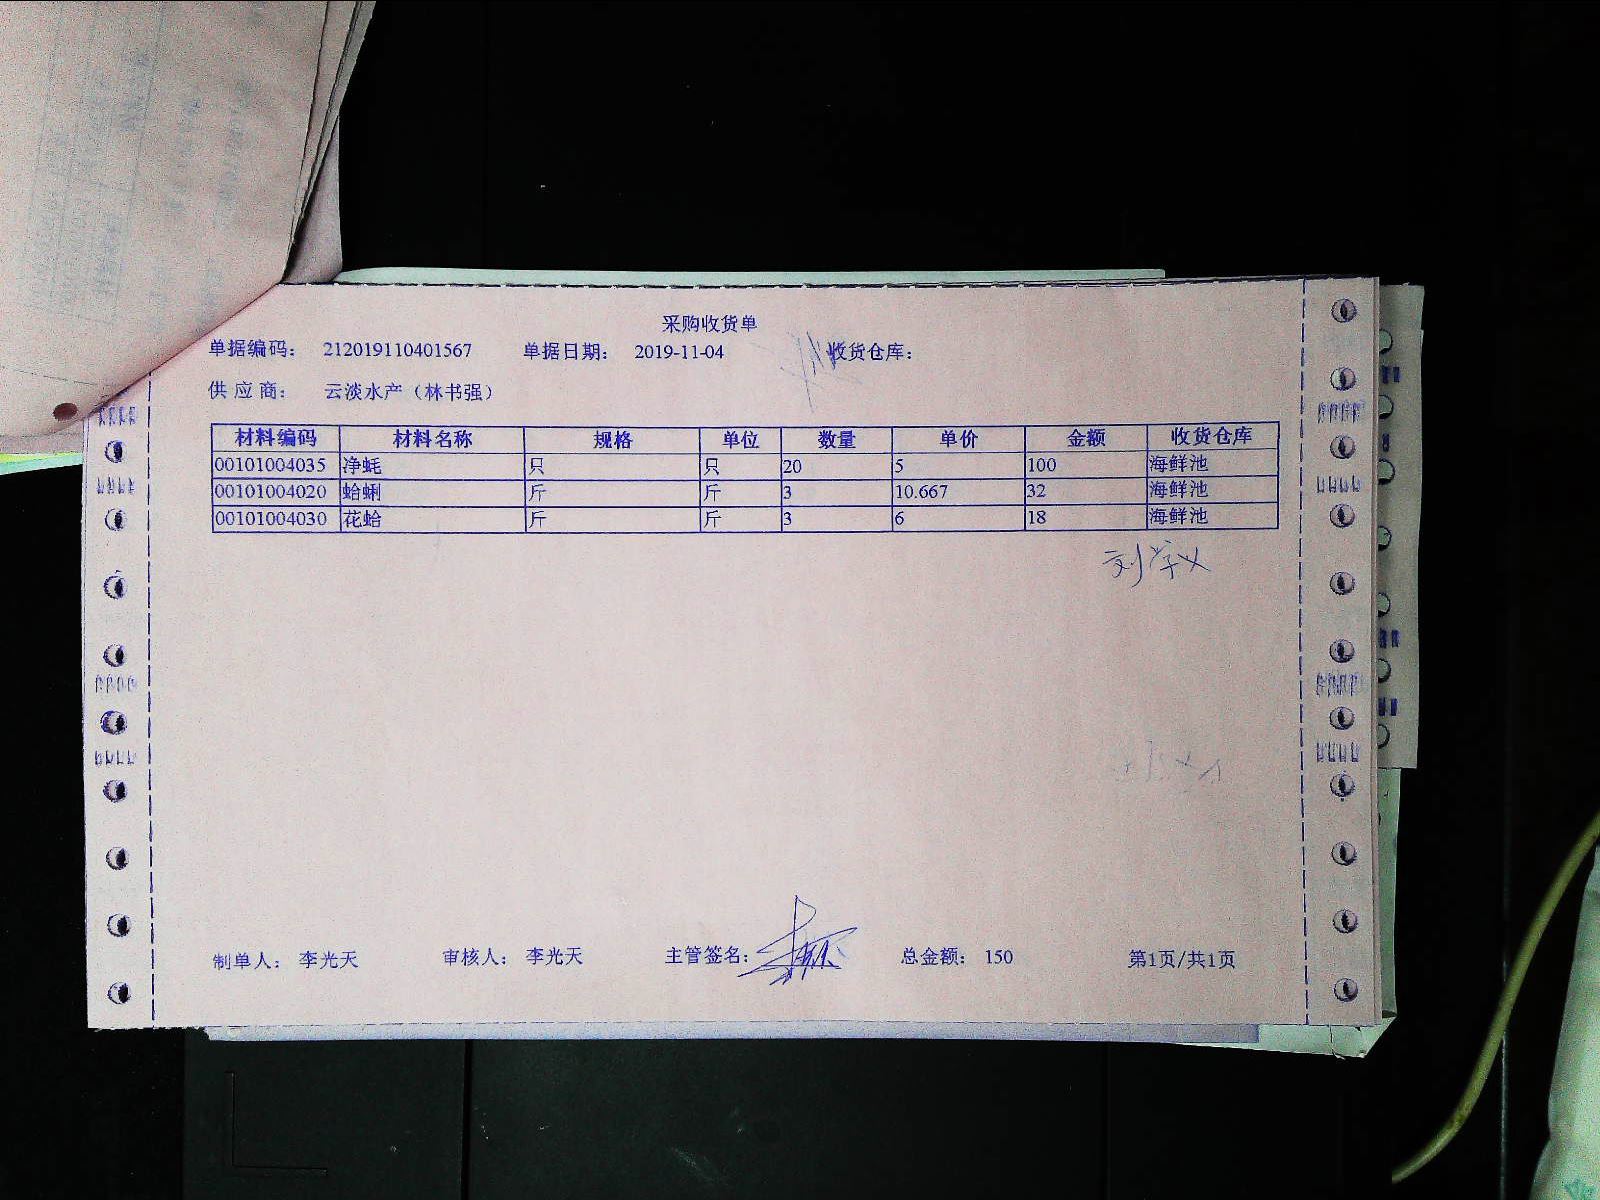 采购收货单
单据编码： 212019110401567 单据日期： 2019-11-04 收货仓库：
供 应 商： 云淡水产（林书强）
材料编码 材料名称 规格 单位 数量 单价 金额 收货仓库
00101004035 净蚝 只 只 20 5 100 海鲜池
00101004020 蛤蜊 斤 斤 3 10.667 32 海鲜池
00101004030 花蛤 斤 斤 3 6 18 海鲜池
刘学义
制单人： 李光天 审核人： 李光天 主管签名： 总金额： 150 第1页/共1页